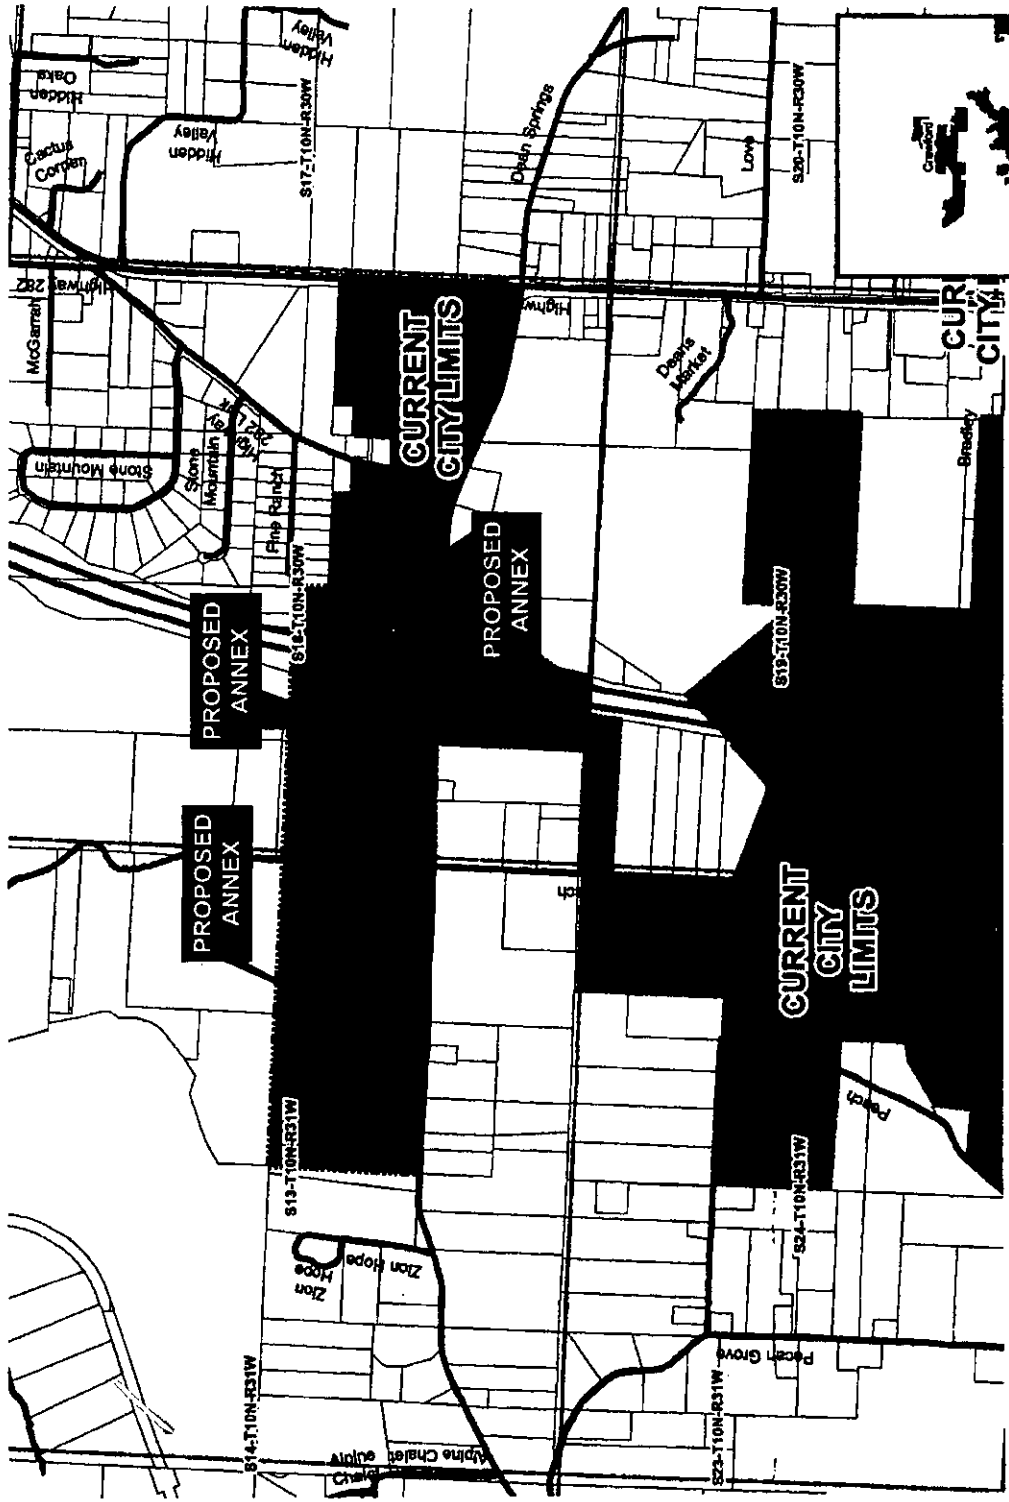 Hidden
Oaks
Cactus
Corner
Hidden
Valley
Hidden
Valley
S17-T10N-R30W
Dean Springs
Love
S20-T10N-R30W
Crawford
McGarrah
Highway 282
CURRENT
CITY LIMITS
Highw
Deans
Market
CUR
CITY
Stone Mountain
Stone
Mountain
Pine Ranch
S18-T10N-R30W
PROPOSED
ANNEX
PROPOSED
ANNEX
Bradley
S19-T10N-R30W
PROPOSED
ANNEX
ach
CURRENT
CITY
LIMITS
Peach
S13-T10N-R31W
S24-T10N-R31W
Zion
Hope
Zion Hope
Pecan Grove
S14-T10N-R31W
Alpine
Chalet
Alpine Chalet
S23-T10N-R31W